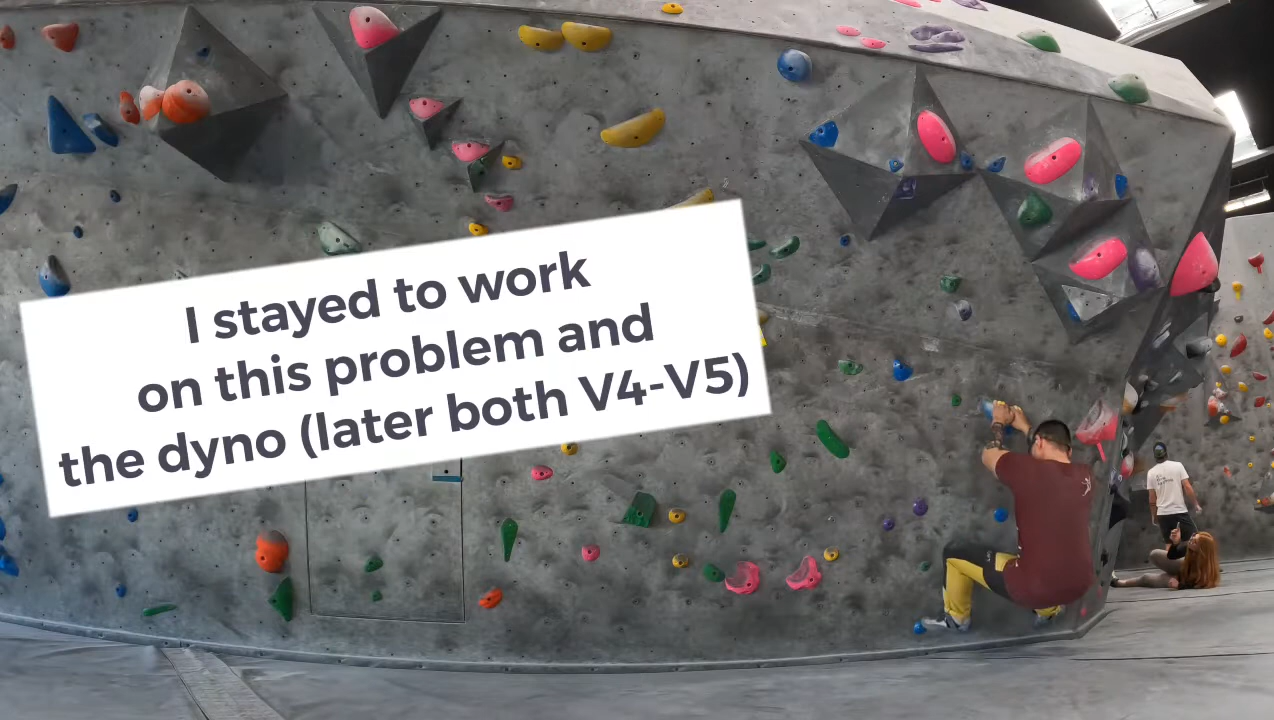 I stayed to work
on this problem and
the dyno (later both V4-V5)